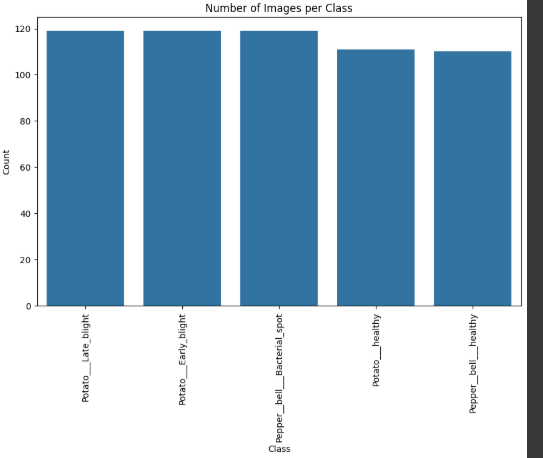 Number of Images per Class
Count
120
100
80
60
40
20
0
Potato___Late_blight
Potato___Early_blight
Pepper__bell___Bacterial_spot
Potato___healthy
Pepper__bell___healthy
Class